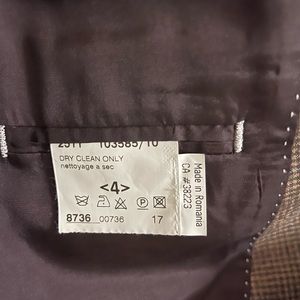 2511 103585/10
DRY CLEAN ONLY
nettoyage a sec
<4>
8736 00736 17
Made in Romania
CA #38223